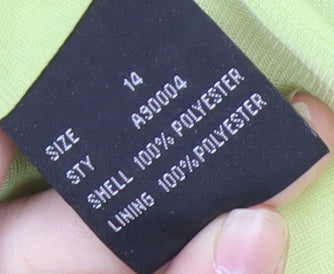 SIZE 14
STY A90004
SHELL 100% POLYESTER
LINING 100%POLYESTER